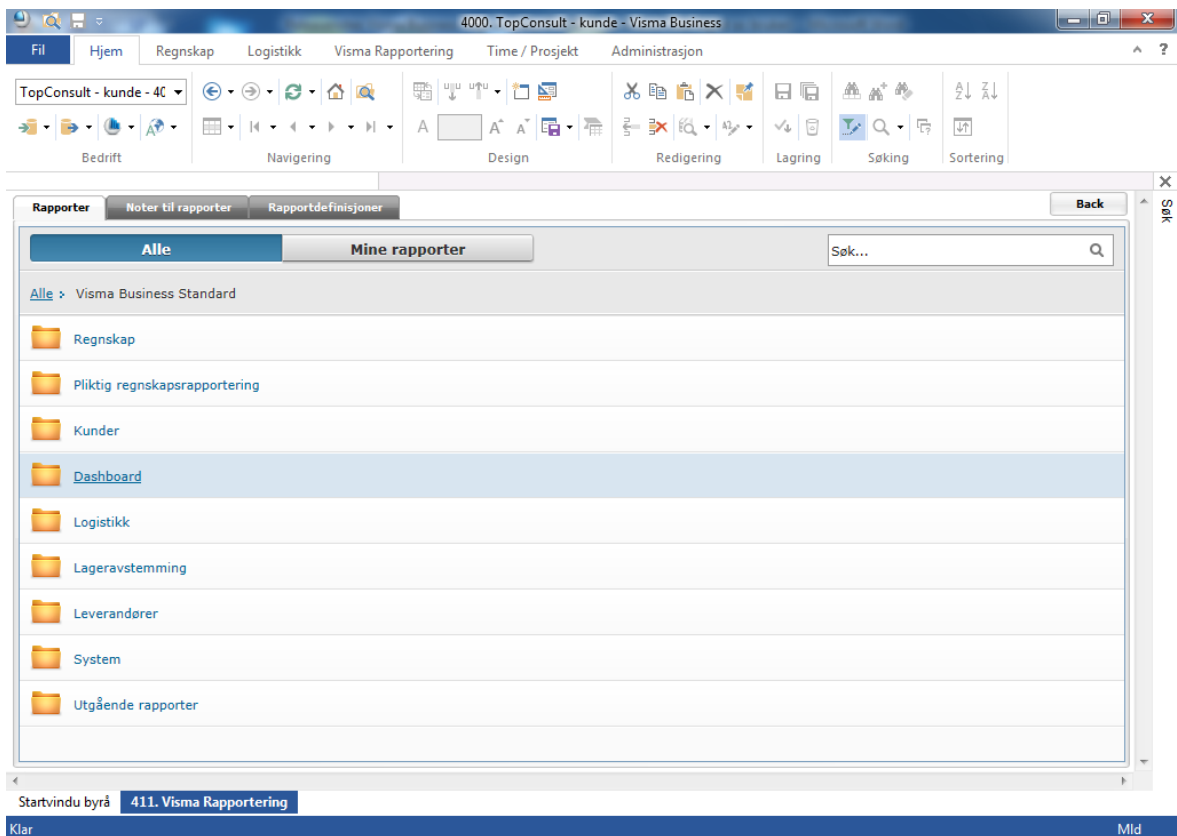 4000. TopConsult - kunde - Visma Business
Fil Hjem Regnskap Logistikk Visma Rapportering Time / Prosjekt Administrasjon ?
TopConsult - kunde - 4C
A A A
Bedrift Navigering Design Redigering Lagring Søking Sortering
Rapporter Noter til rapporter Rapportdefinisjoner Back
Søk
Alle Mine rapporter Søk...
Alle Visma Business Standard
Regnskap
Pliktig regnskapsrapportering
Kunder
Dashboard
Logistikk
Lageravstemming
Leverandører
System
Utgående rapporter
Startvindu byrå 411. Visma Rapportering
Klar Mld